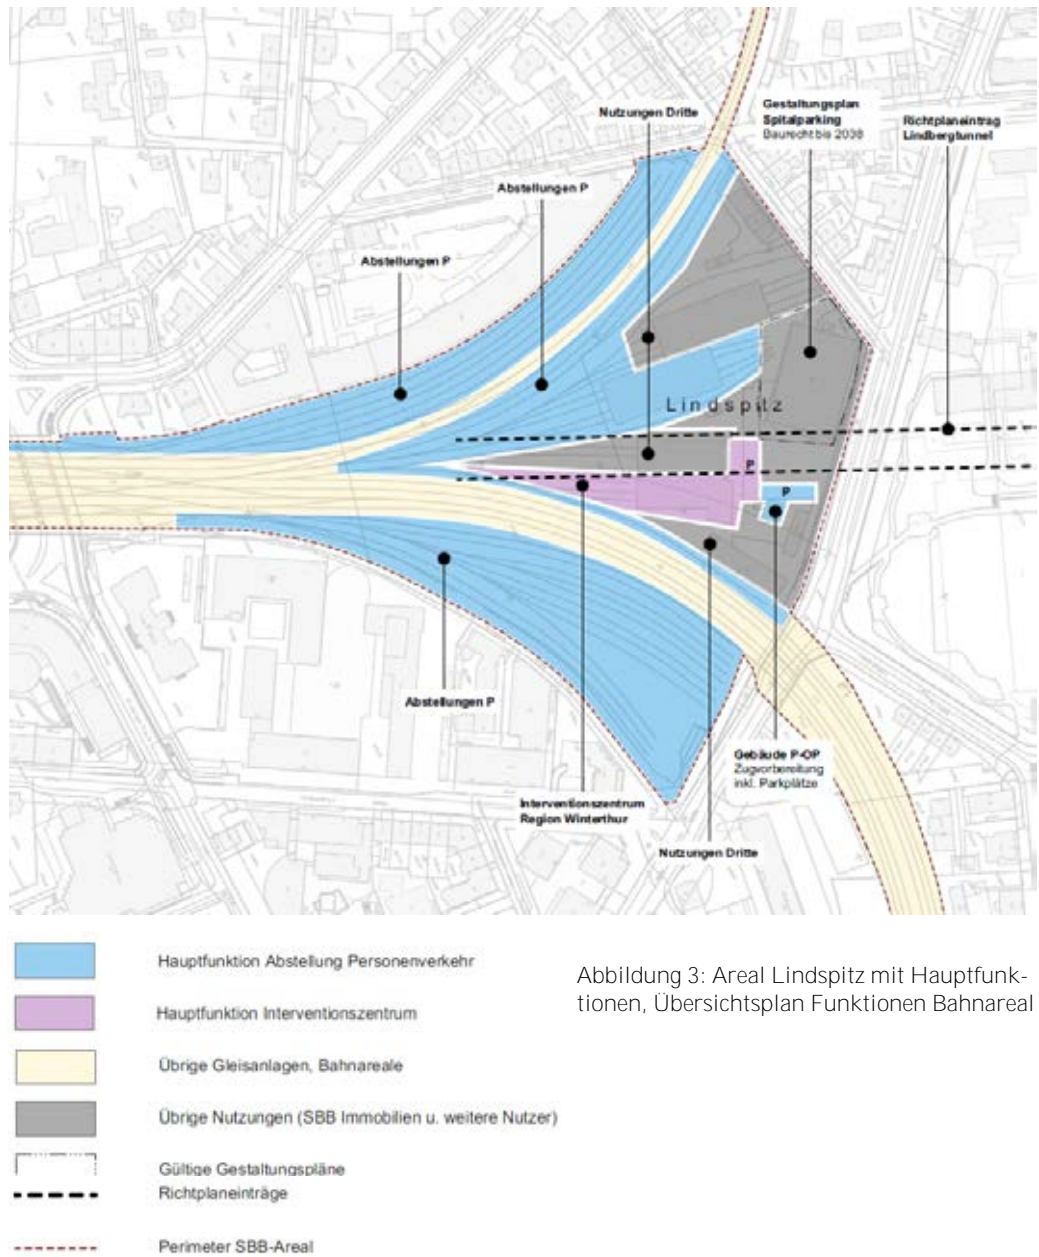 Nutzungen Dritte
Gestaltungsplan
Spitalparking
Baurecht bis 2038
Richtplaneintrag
Lindbergtunnel
Abstellungen P
Abstellungen P
Lindspitz
P
P
Abstellungen P
Gebäude P-OP
Zugvorbereitung
inkl. Parkplätze
Interventionszentrum
Region Winterthur
Nutzungen Dritte
Hauptfunktion Abstellung Personenverkehr
Hauptfunktion Interventionszentrum
Übrige Gleisanlagen, Bahnareale
Übrige Nutzungen (SBB Immobilien u. weitere Nutzer)
Gültige Gestaltungspläne
Richtplaneinträge
Perimeter SBB-Areal
Abbildung 3: Areal Lindspitz mit Hauptfunk-
tionen, Übersichtsplan Funktionen Bahnareal